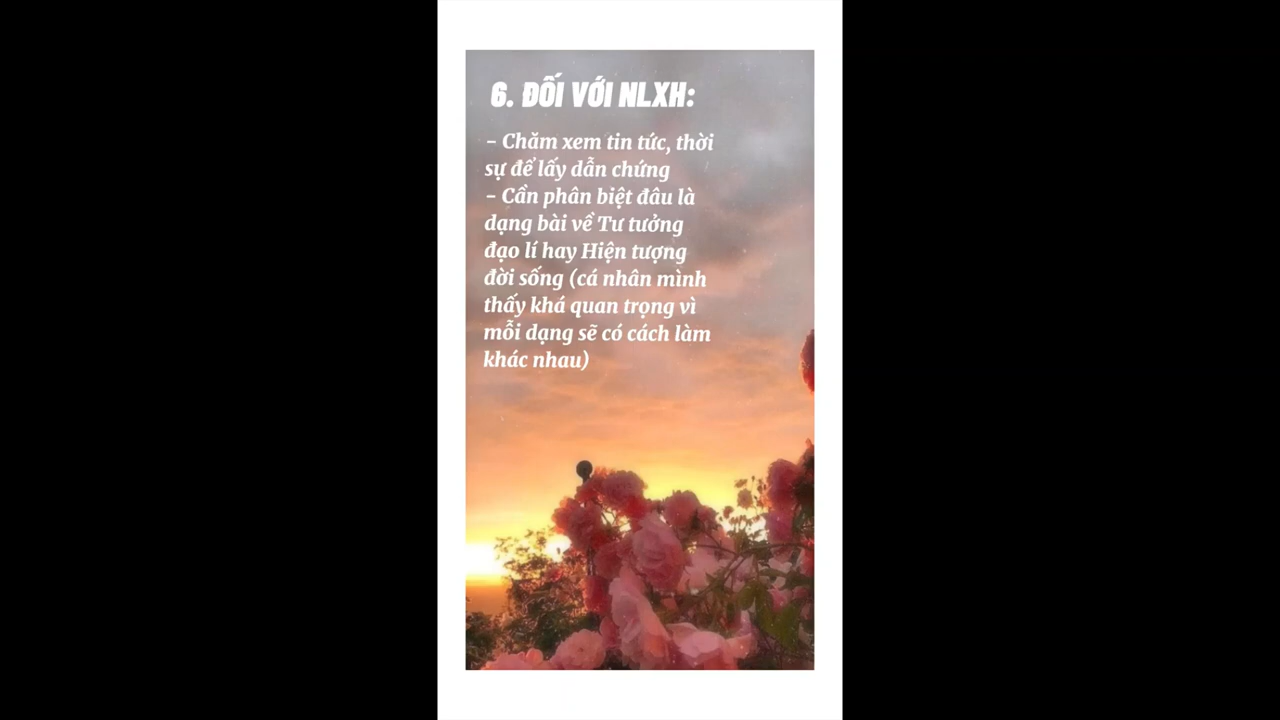 6. ĐỐI VỚI NLXH:
- Chăm xem tin tức, thời
sự để lấy dẫn chứng
- Cần phân biệt đâu là
dạng bài về Tư tưởng
đạo lí hay Hiện tượng
đời sống (cá nhân mình
thấy khá quan trọng vì
mỗi dạng sẽ có cách làm
khác nhau)